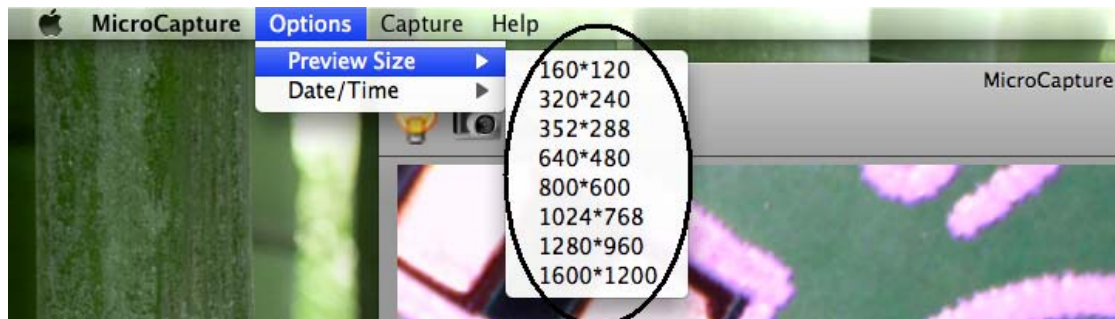 MicroCapture Options Capture Help
Preview Size
Date/Time
160*120
320*240
352*288
640*480
800*600
1024*768
1280*960
1600*1200
MicroCapture